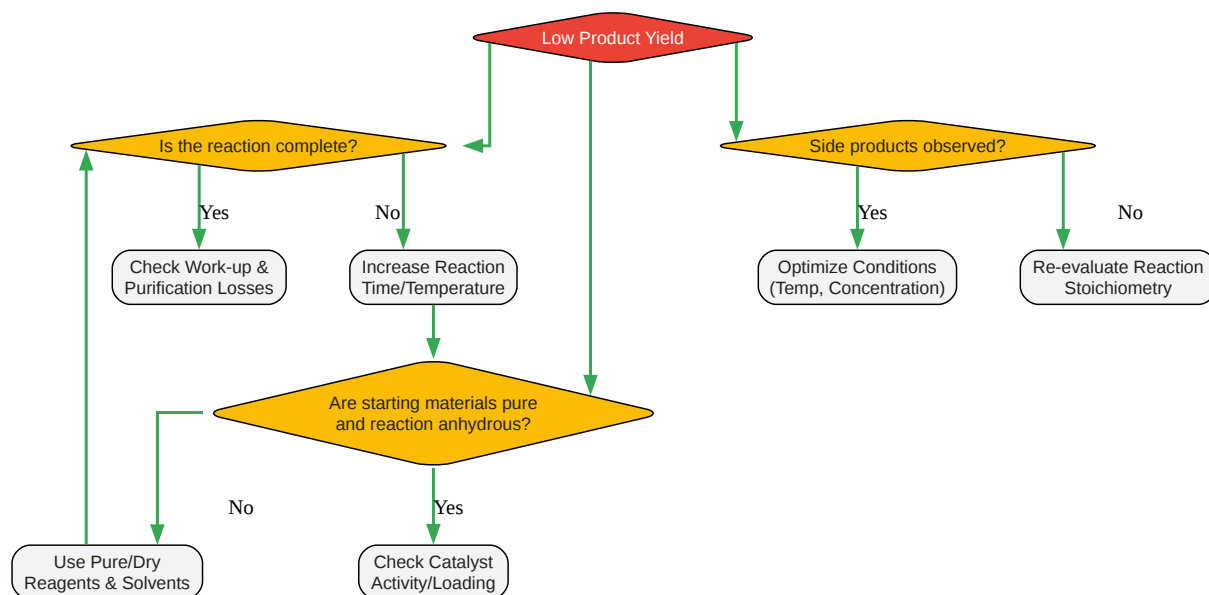 Low Product Yield
Is the reaction complete?
Side products observed?
Yes
No
Yes
No
Check Work-up &
Purification Losses
Increase Reaction
Time/Temperature
Optimize Conditions
(Temp, Concentration)
Re-evaluate Reaction
Stoichiometry
Are starting materials pure
and reaction anhydrous?
No
Yes
Use Pure/Dry
Reagents & Solvents
Check Catalyst
Activity/Loading